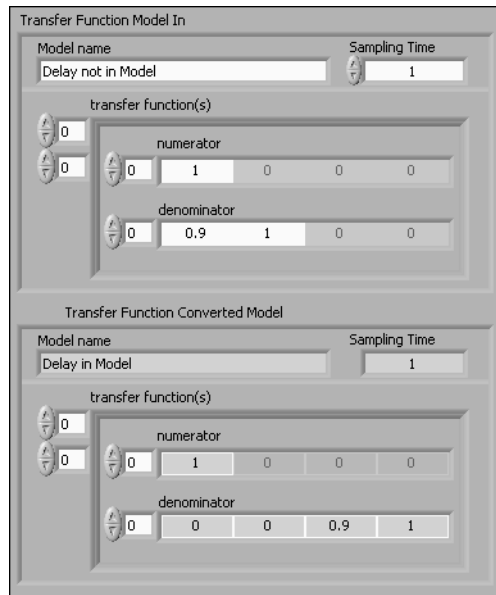 Transfer Function Model In
Model name Sampling Time
Delay not in Model 1
transfer function(s)
0
0
numerator
0 1 0 0 0
denominator
0 0.9 1 0 0
Transfer Function Converted Model
Model name Sampling Time
Delay in Model 1
transfer function(s)
0
0
numerator
0 1 0 0 0
denominator
0 0 0 0.9 1